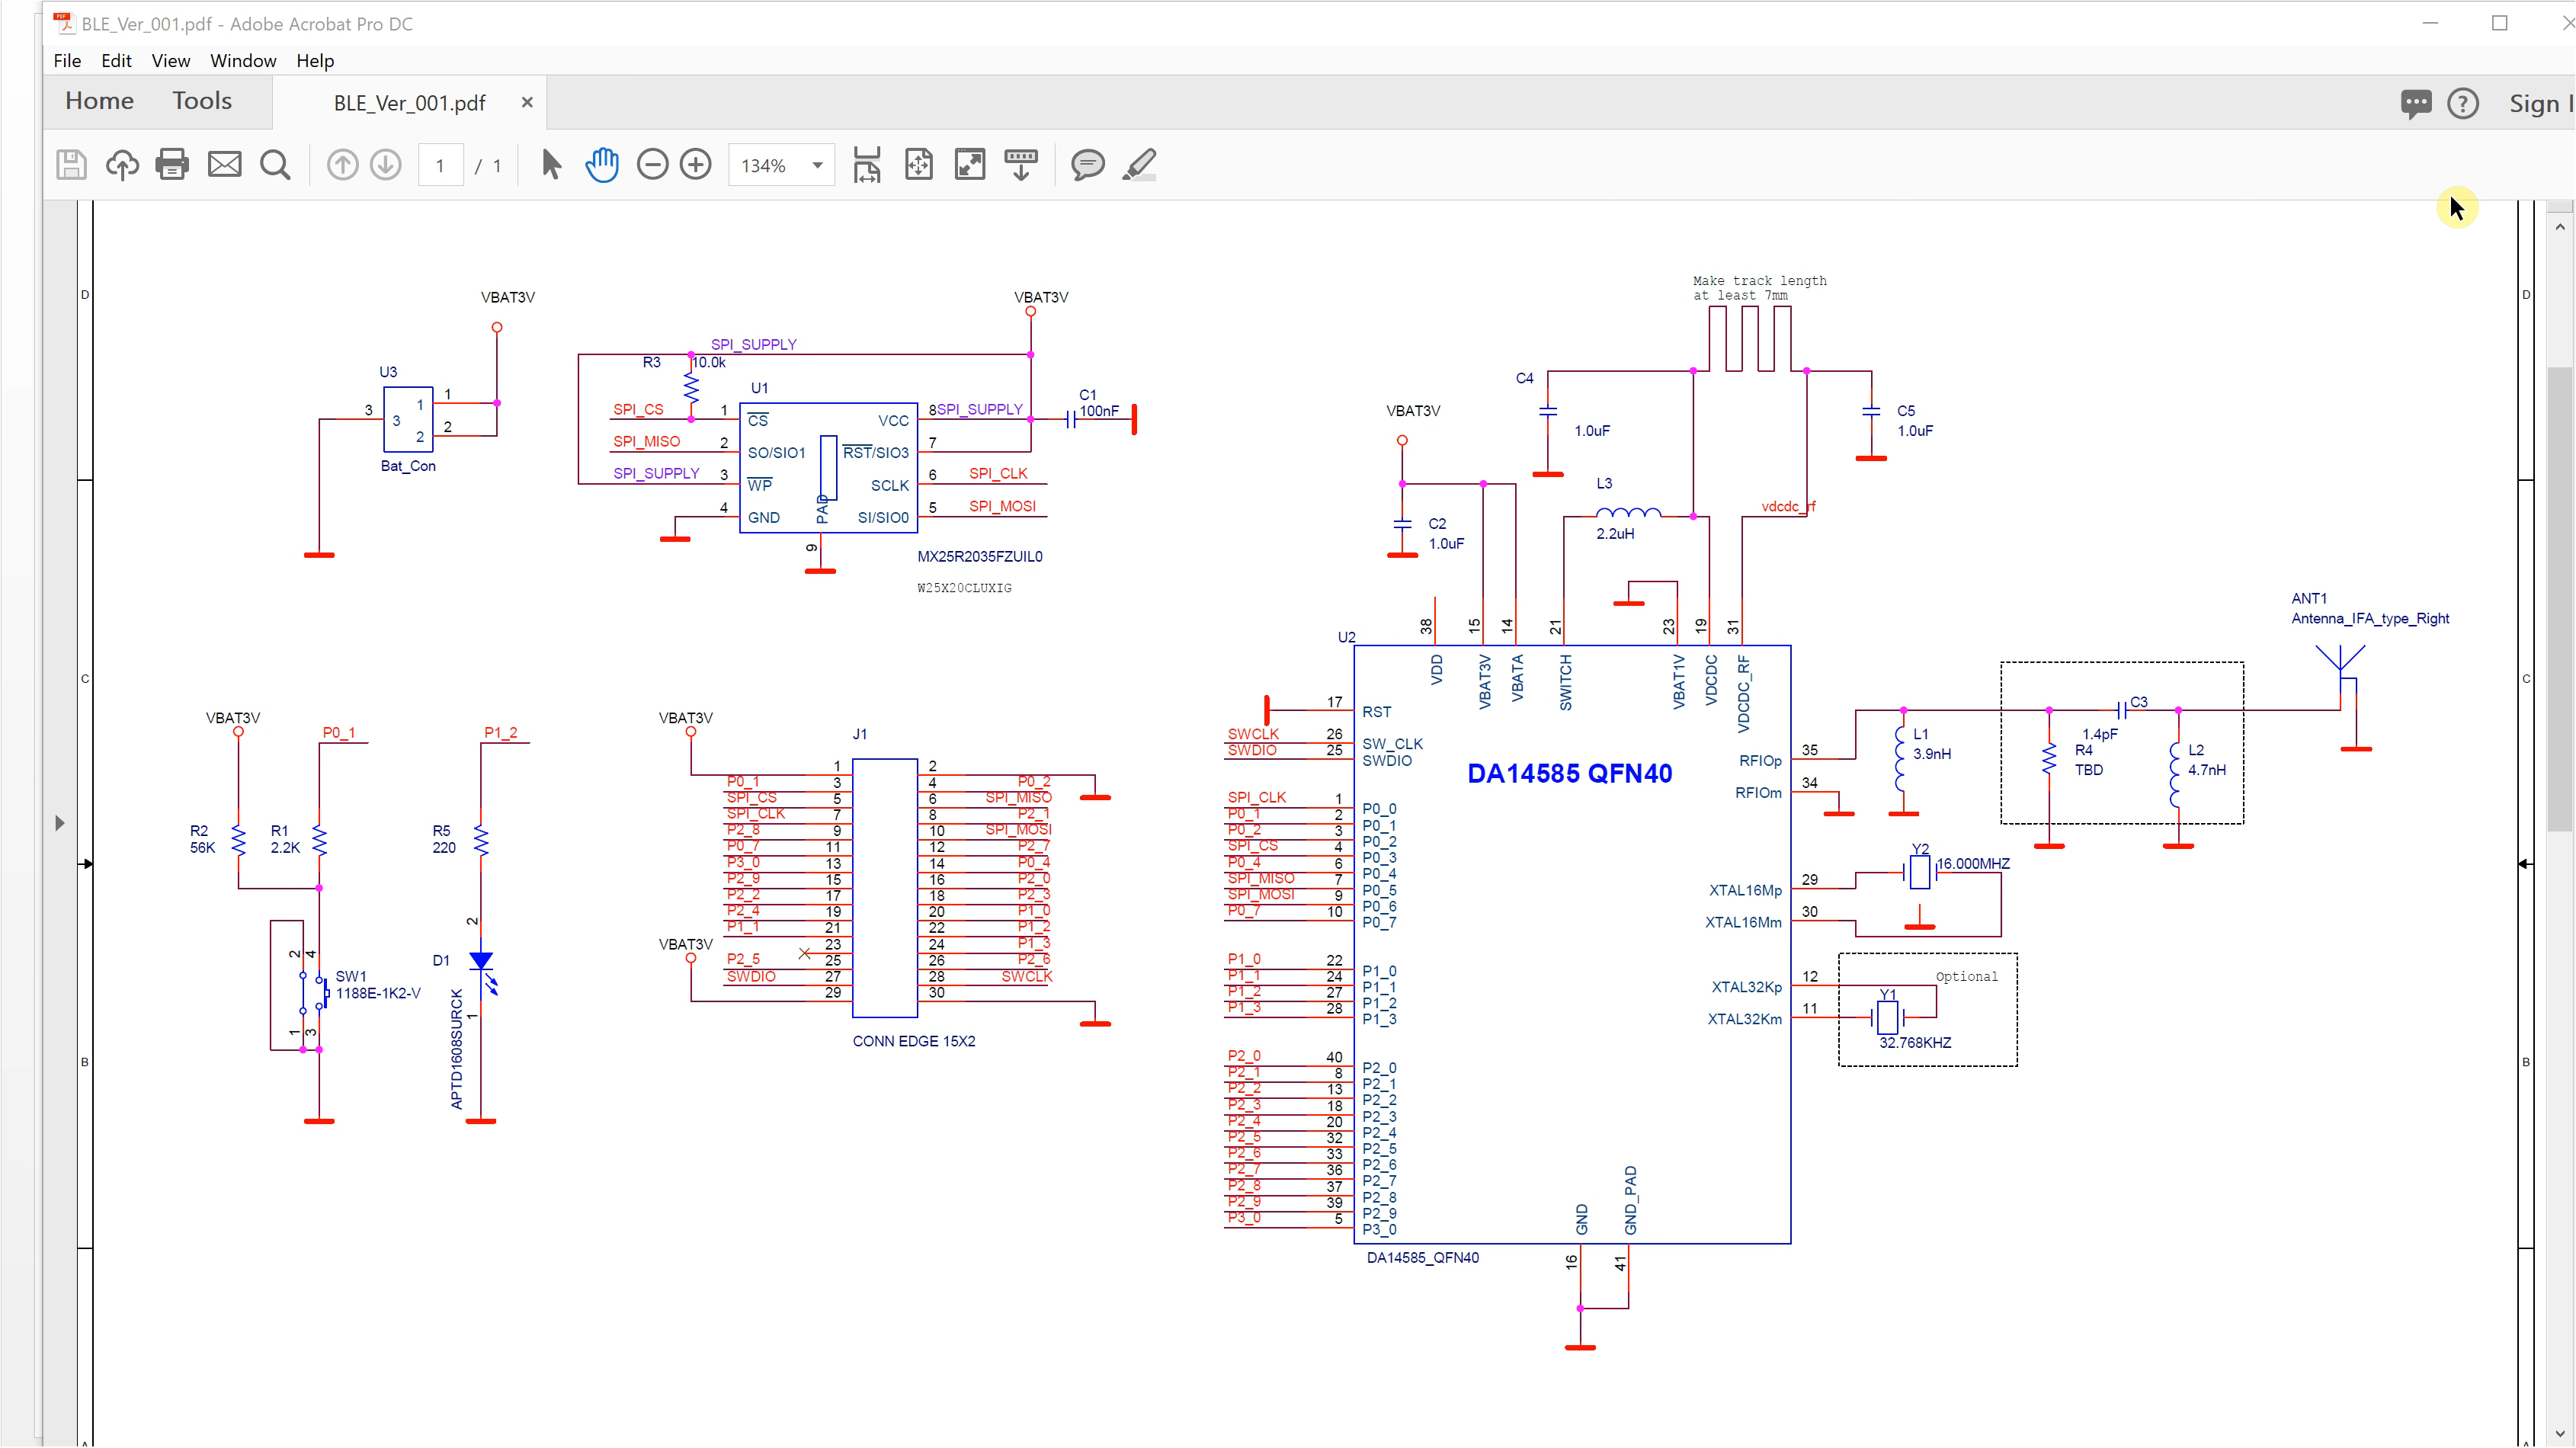 BLE_Ver_001.pdf - Adobe Acrobat Pro DC
File Edit View Window Help
Home Tools BLE_Ver_001.pdf × Sign I
1 / 1 134%
D
D
Make track length
at least 7mm
VBAT3V
VBAT3V
SPI_SUPPLY
R3 10.0k
U3
U1
C1
100nF
C4
1.0uF
C5
1.0uF
VBAT3V
1
2
3
1
2
3
Bat_Con
SPI_CS 1 CS
SPI_MISO 2 SO/SIO1
SPI_SUPPLY 3 WP
4 GND
VCC 8 SPI_SUPPLY
RST/SIO3 7
SCLK 6 SPI_CLK
SI/SIO0 5 SPI_MOSI
PAD
9
MX25R2035FZUIL0
W25X20CLUXIG
L3
2.2uH
vdcdc_rf
C2
1.0uF
ANT1
Antenna_IFA_type_Right
U2
38 VDD
15 VBAT3V
14 VBATA
21 SWITCH
23 VBAT1V
19 VDCDC
31 VDCDC_RF
C
C
DA14585 QFN40
17 RST
SWCLK 26 SW_CLK
SWDIO 25 SWDIO
SPI_CLK 1 P0_0
P0_1 2 P0_1
P0_2 3 P0_2
SPI_CS 4 P0_3
P0_4 6 P0_4
SPI_MISO 7 P0_5
SPI_MOSI 9 P0_6
P0_7 10 P0_7
P1_0 22 P1_0
P1_1 24 P1_1
P1_2 27 P1_2
P1_3 28 P1_3
P2_0 40 P2_0
P2_1 8 P2_1
P2_2 13 P2_2
P2_3 18 P2_3
P2_4 20 P2_4
P2_5 32 P2_5
P2_6 33 P2_6
P2_7 36 P2_7
P2_8 37 P2_8
P2_9 39 P2_9
P3_0 5 P3_0
RFIOp 35
RFIOm 34
XTAL16Mp 29
XTAL16Mm 30
XTAL32Kp 12
XTAL32Km 11
GND
GND_PAD
16
41
DA14585_QFN40
L1
3.9nH
C3
1.4pF
R4
TBD
L2
4.7nH
Y2
16.000MHZ
Optional
Y1
32.768KHZ
VBAT3V
P0_1
P1_2
R2
56K
R1
2.2K
R5
220
2
4
1
3
SW1
1188E-1K2-V
2
D1
1
APTD1608SURCK
VBAT3V
J1
1 2
P0_1 3 4 P0_2
SPI_CS 5 6 SPI_MISO
SPI_CLK 7 8 P2_1
P2_8 9 10 SPI_MOSI
P0_7 11 12 P2_7
P3_0 13 14 P0_4
P2_9 15 16 P2_0
P2_2 17 18 P2_3
P2_4 19 20 P1_0
P1_1 21 22 P1_2
VBAT3V 23 24 P1_3
P2_5 25 26 P2_6
SWDIO 27 28 SWCLK
29 30
CONN EDGE 15X2
B
B